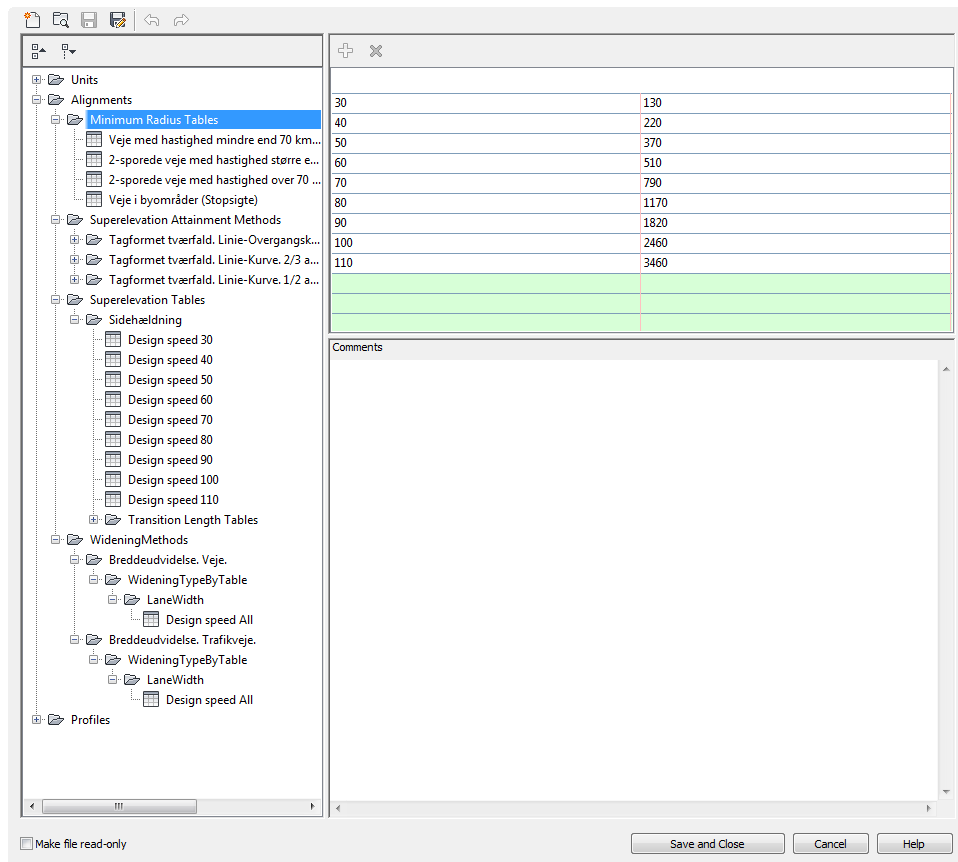 Units
Alignments
Minimum Radius Tables
Veje med hastighed mindre end 70 km...
2-sporede veje med hastighed større e...
2-sporede veje med hastighed over 70 ...
Veje i byområder (Stopsigte)
Superelevation Attainment Methods
Tagformet tværfald. Linie-Overgangsk...
Tagformet tværfald. Linie-Kurve. 2/3 a...
Tagformet tværfald. Linie-Kurve. 1/2 a...
Superelevation Tables
Sidehældning
Design speed 30
Design speed 40
Design speed 50
Design speed 60
Design speed 70
Design speed 80
Design speed 90
Design speed 100
Design speed 110
Transition Length Tables
WideningMethods
Breddeudvidelse. Veje.
WideningTypeByTable
LaneWidth
Design speed All
Breddeudvidelse. Trafikveje.
WideningTypeByTable
LaneWidth
Design speed All
Profiles
30 130
40 220
50 370
60 510
70 790
80 1170
90 1820
100 2460
110 3460
Comments
Make file read-only
Save and Close
Cancel
Help